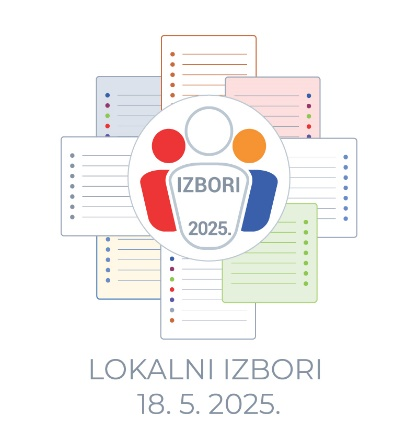 IZBORI
2025.
LOKALNI IZBORI
18. 5. 2025.